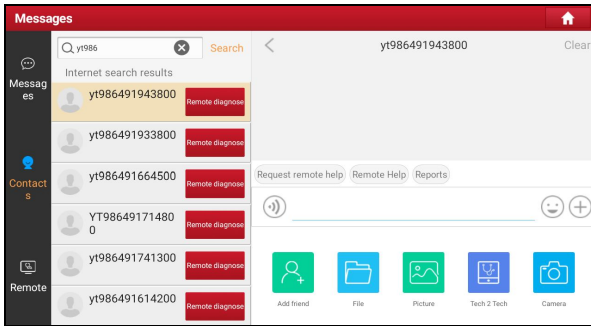 Messages
yt986
Search
yt986491943800
Clear
Internet search results
Messag
es
Contact
s
Remote
yt986491943800
Remote diagnose
yt986491933800
Remote diagnose
yt986491664500
Remote diagnose
YT98649171480
0
Remote diagnose
yt986491741300
Remote diagnose
yt986491614200
Remote diagnose
Request remote help
Remote Help
Reports
Add friend
File
Picture
Tech 2 Tech
Camera